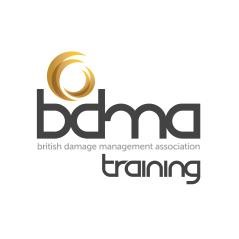 bdma
british damage management association
training